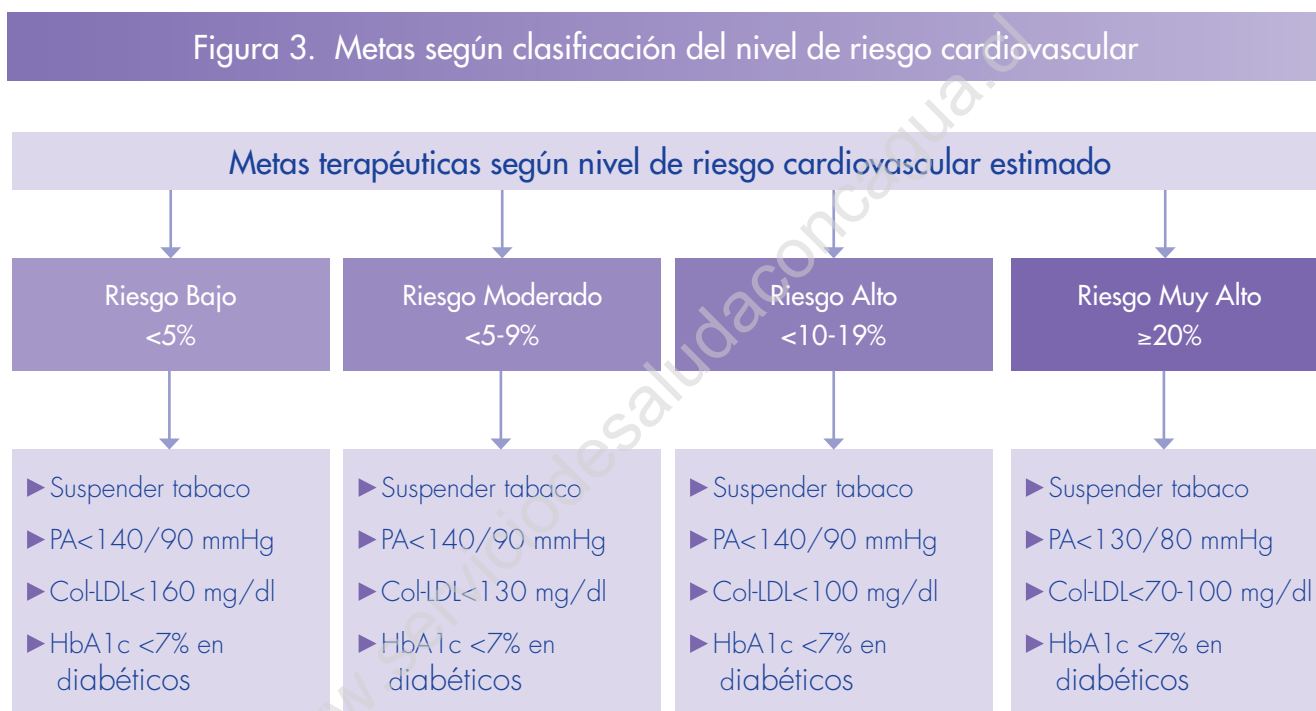 Figura 3. Metas según clasificación del nivel de riesgo cardiovascular
Metas terapéuticas según nivel de riesgo cardiovascular estimado
Riesgo Bajo
<5%
Riesgo Moderado
<5-9%
Riesgo Alto
<10-19%
Riesgo Muy Alto
≥20%
►Suspender tabaco
►PA<140/90 mmHg
►Col-LDL<160 mg/dl
►HbA1c <7% en
diabéticos
►Suspender tabaco
►PA<140/90 mmHg
►Col-LDL<130 mg/dl
►HbA1c <7% en
diabéticos
►Suspender tabaco
►PA<140/90 mmHg
►Col-LDL<100 mg/dl
►HbA1c <7% en
diabéticos
►Suspender tabaco
►PA<130/80 mmHg
►Col-LDL<70-100 mg/dl
►HbA1c <7% en
diabéticos
w.serviciodesaludaconcagua.cl